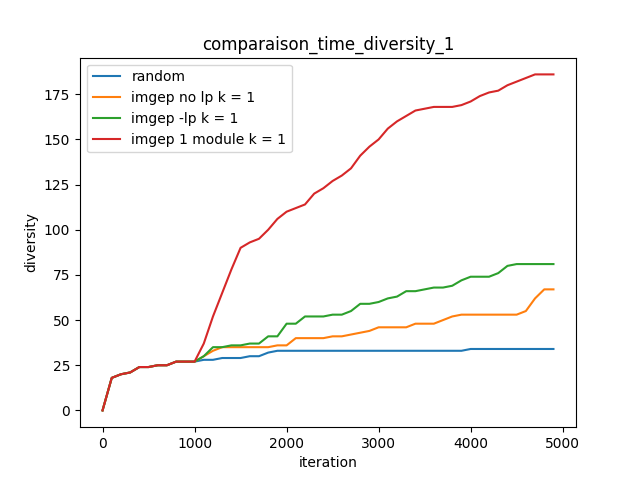 comparaison_time_diversity_1
random
imgep no lp k = 1
imgep -lp k = 1
imgep 1 module k = 1
175
150
125
100
75
50
25
0
diversity
0 1000 2000 3000 4000 5000
iteration